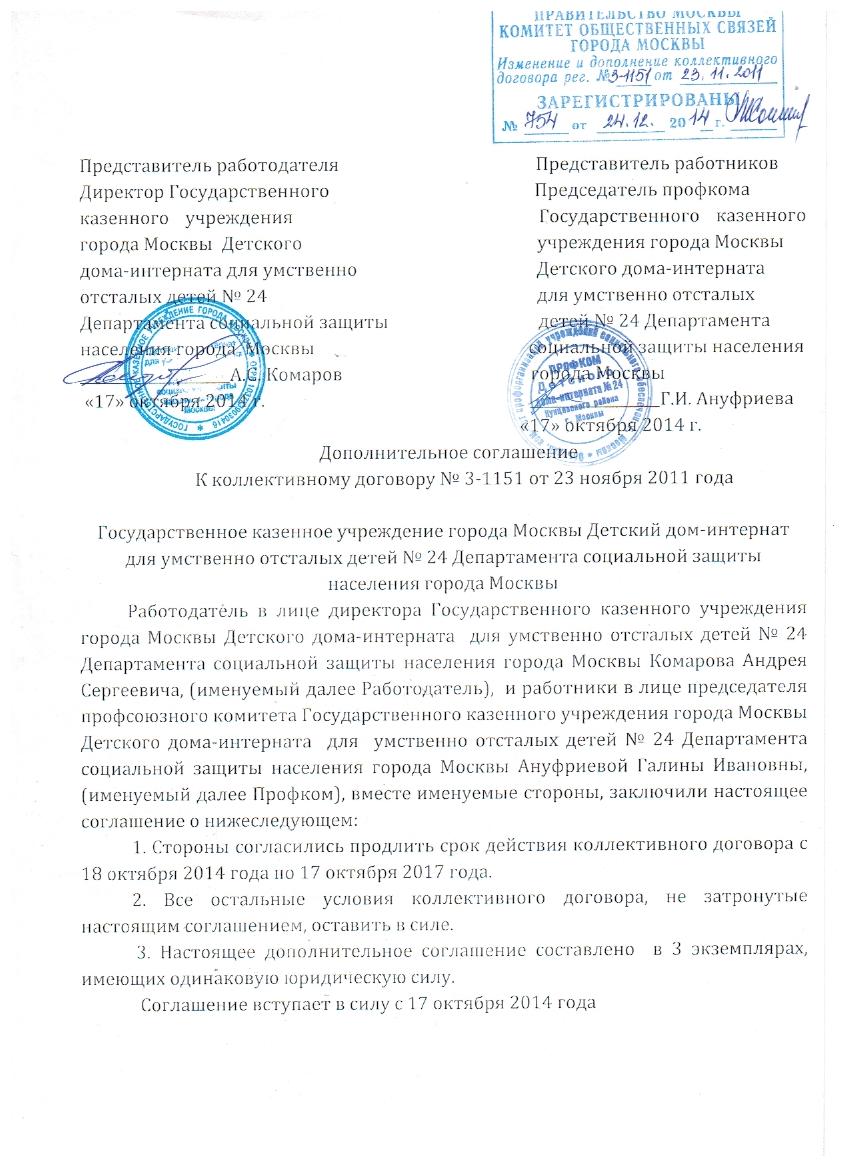 ПРАВИТЕЛЬСТВО МОСКВЫ
КОМИТЕТ ОБЩЕСТВЕННЫХ СВЯЗЕЙ
ГОРОДА МОСКВЫ
Изменение и дополнение коллективного
договора рег. №3-1151 от 23.11.2011
ЗАРЕГИСТРИРОВАНЫ
№ 754 от 24.12. 2014 г.
Представитель работодателя
Директор Государственного
казенного учреждения
города Москвы Детского
дома-интерната для умственно
отсталых детей № 24
Департамента социальной защиты
населения города Москвы
А.С. Комаров
«17» октября 2014 г.
Представитель работников
Председатель профкома
Государственного казенного
учреждения города Москвы
Детского дома-интерната
для умственно отсталых
детей № 24 Департамента
социальной защиты населения
города Москвы
Г.И. Ануфриева
«17» октября 2014 г.
ПРОФКОМ
Детского
дома-интерната № 24
Кунцевского района
г. Москвы
Дополнительное соглашение
К коллективному договору № 3-1151 от 23 ноября 2011 года
Государственное казенное учреждение города Москвы Детский дом-интернат
для умственно отсталых детей № 24 Департамента социальной защиты
населения города Москвы
Работодатель в лице директора Государственного казенного учреждения
города Москвы Детского дома-интерната для умственно отсталых детей № 24
Департамента социальной защиты населения города Москвы Комарова Андрея
Сергеевича, (именуемый далее Работодатель), и работники в лице председателя
профсоюзного комитета Государственного казенного учреждения города Москвы
Детского дома-интерната для умственно отсталых детей № 24 Департамента
социальной защиты населения города Москвы Ануфриевой Галины Ивановны,
(именуемый далее Профком), вместе именуемые стороны, заключили настоящее
соглашение о нижеследующем:
1. Стороны согласились продлить срок действия коллективного договора с
18 октября 2014 года по 17 октября 2017 года.
2. Все остальные условия коллективного договора, не затронутые
настоящим соглашением, оставить в силе.
3. Настоящее дополнительное соглашение составлено в 3 экземплярах,
имеющих одинаковую юридическую силу.
Соглашение вступает в силу с 17 октября 2014 года